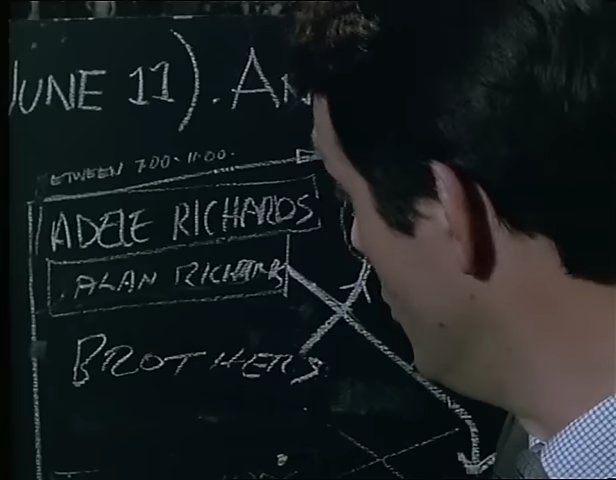 JUNE 11). AN
ETWEEN 7.00-11.00.
ADELE RICHARDS
ALAN RICHARDS
BROTHERS